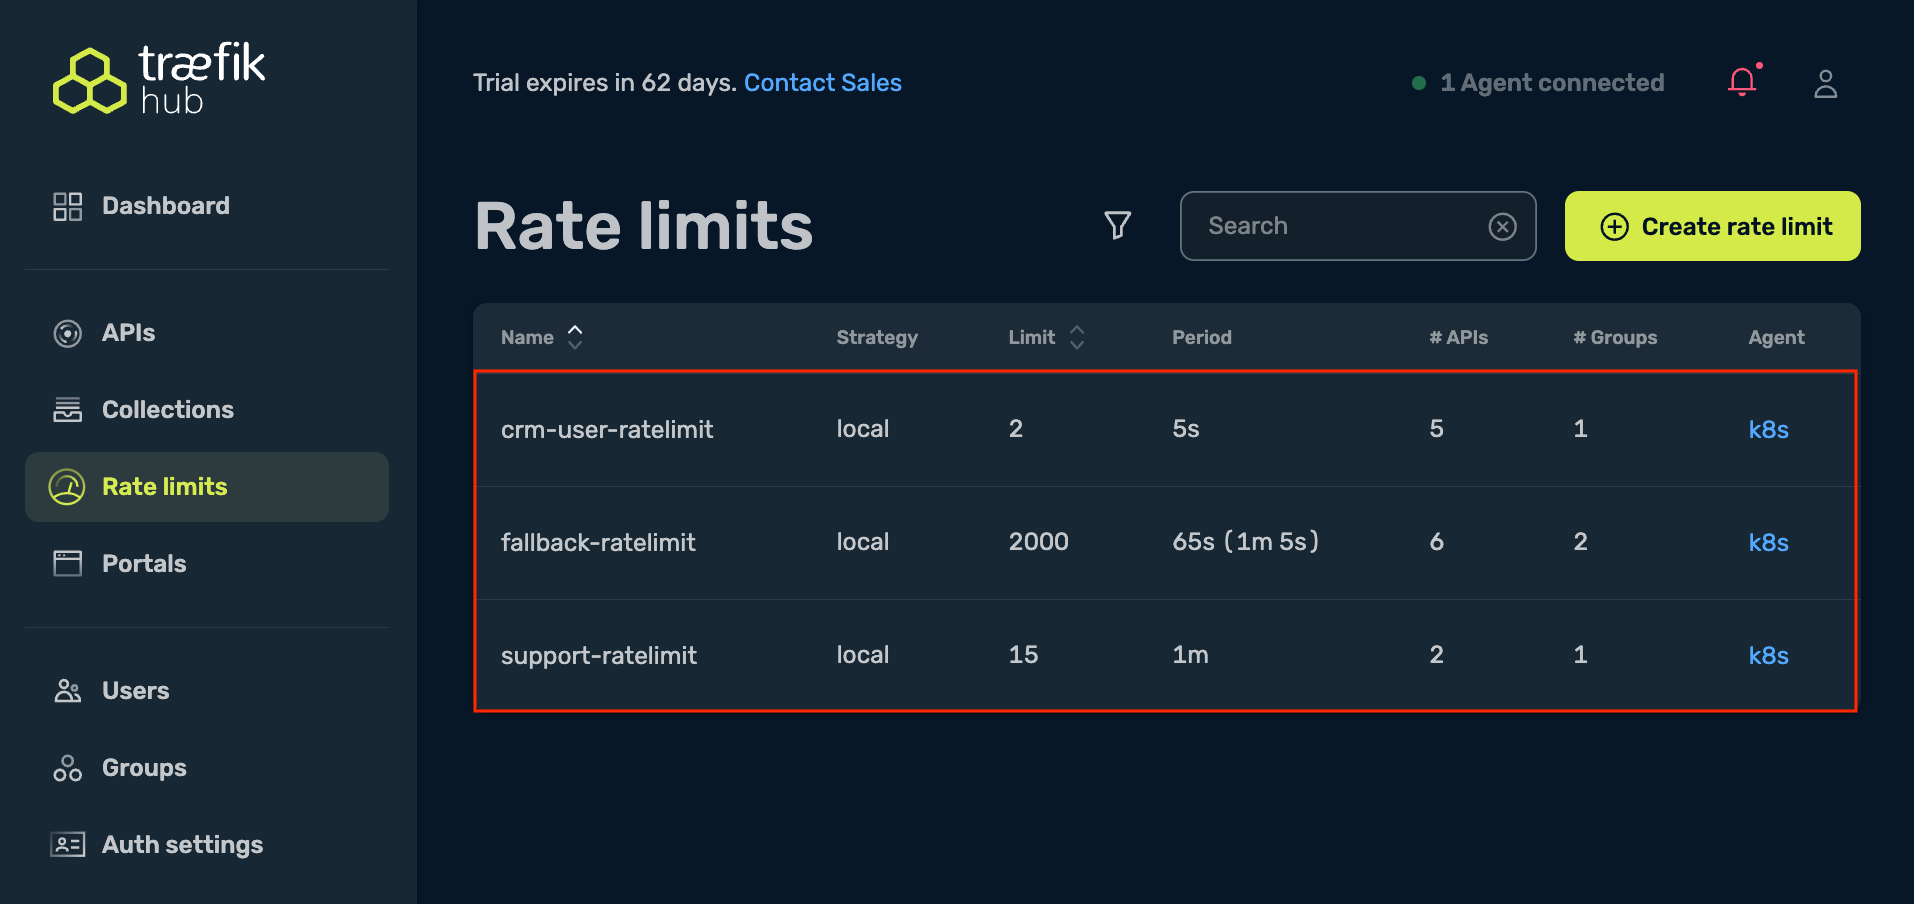 træfik
hub
Trial expires in 62 days. Contact Sales
1 Agent connected
Dashboard
APIs
Collections
Rate limits
Portals
Users
Groups
Auth settings
Rate limits
Search
Create rate limit
Name Strategy Limit Period # APIs # Groups Agent
crm-user-ratelimit local 2 5s 5 1 k8s
fallback-ratelimit local 2000 65s (1m 5s) 6 2 k8s
support-ratelimit local 15 1m 2 1 k8s